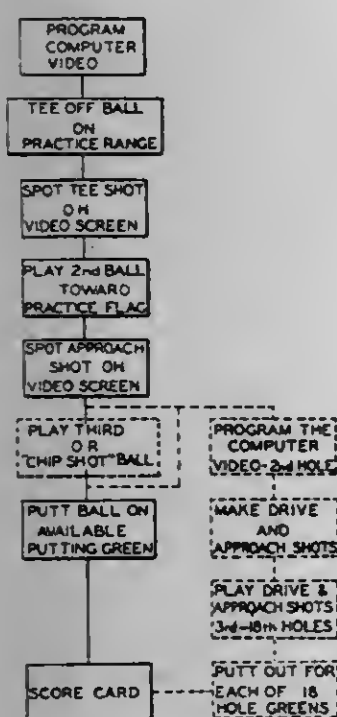 PROGRAM
COMPUTER
VIDEO
TEE OFF BALL
ON
PRACTICE RANGE
SPOT TEE SHOT
ON
VIDEO SCREEN
PLAY 2nd BALL
TOWARD
PRACTICE FLAG
SPOT APPROACH
SHOT ON
VIDEO SCREEN
PLAY THIRD
OR
"CHIP SHOT" BALL
PUTT BALL ON
AVAILABLE
PUTTING GREEN
SCORE CARD
PROGRAM THE
COMPUTER
VIDEO-2nd HOLE
MAKE DRIVE
AND
APPROACH SHOTS
PLAY DRIVE &
APPROACH SHOTS
3rd-18th HOLES
PUTT OUT FOR
EACH OF 18
HOLE GREENS